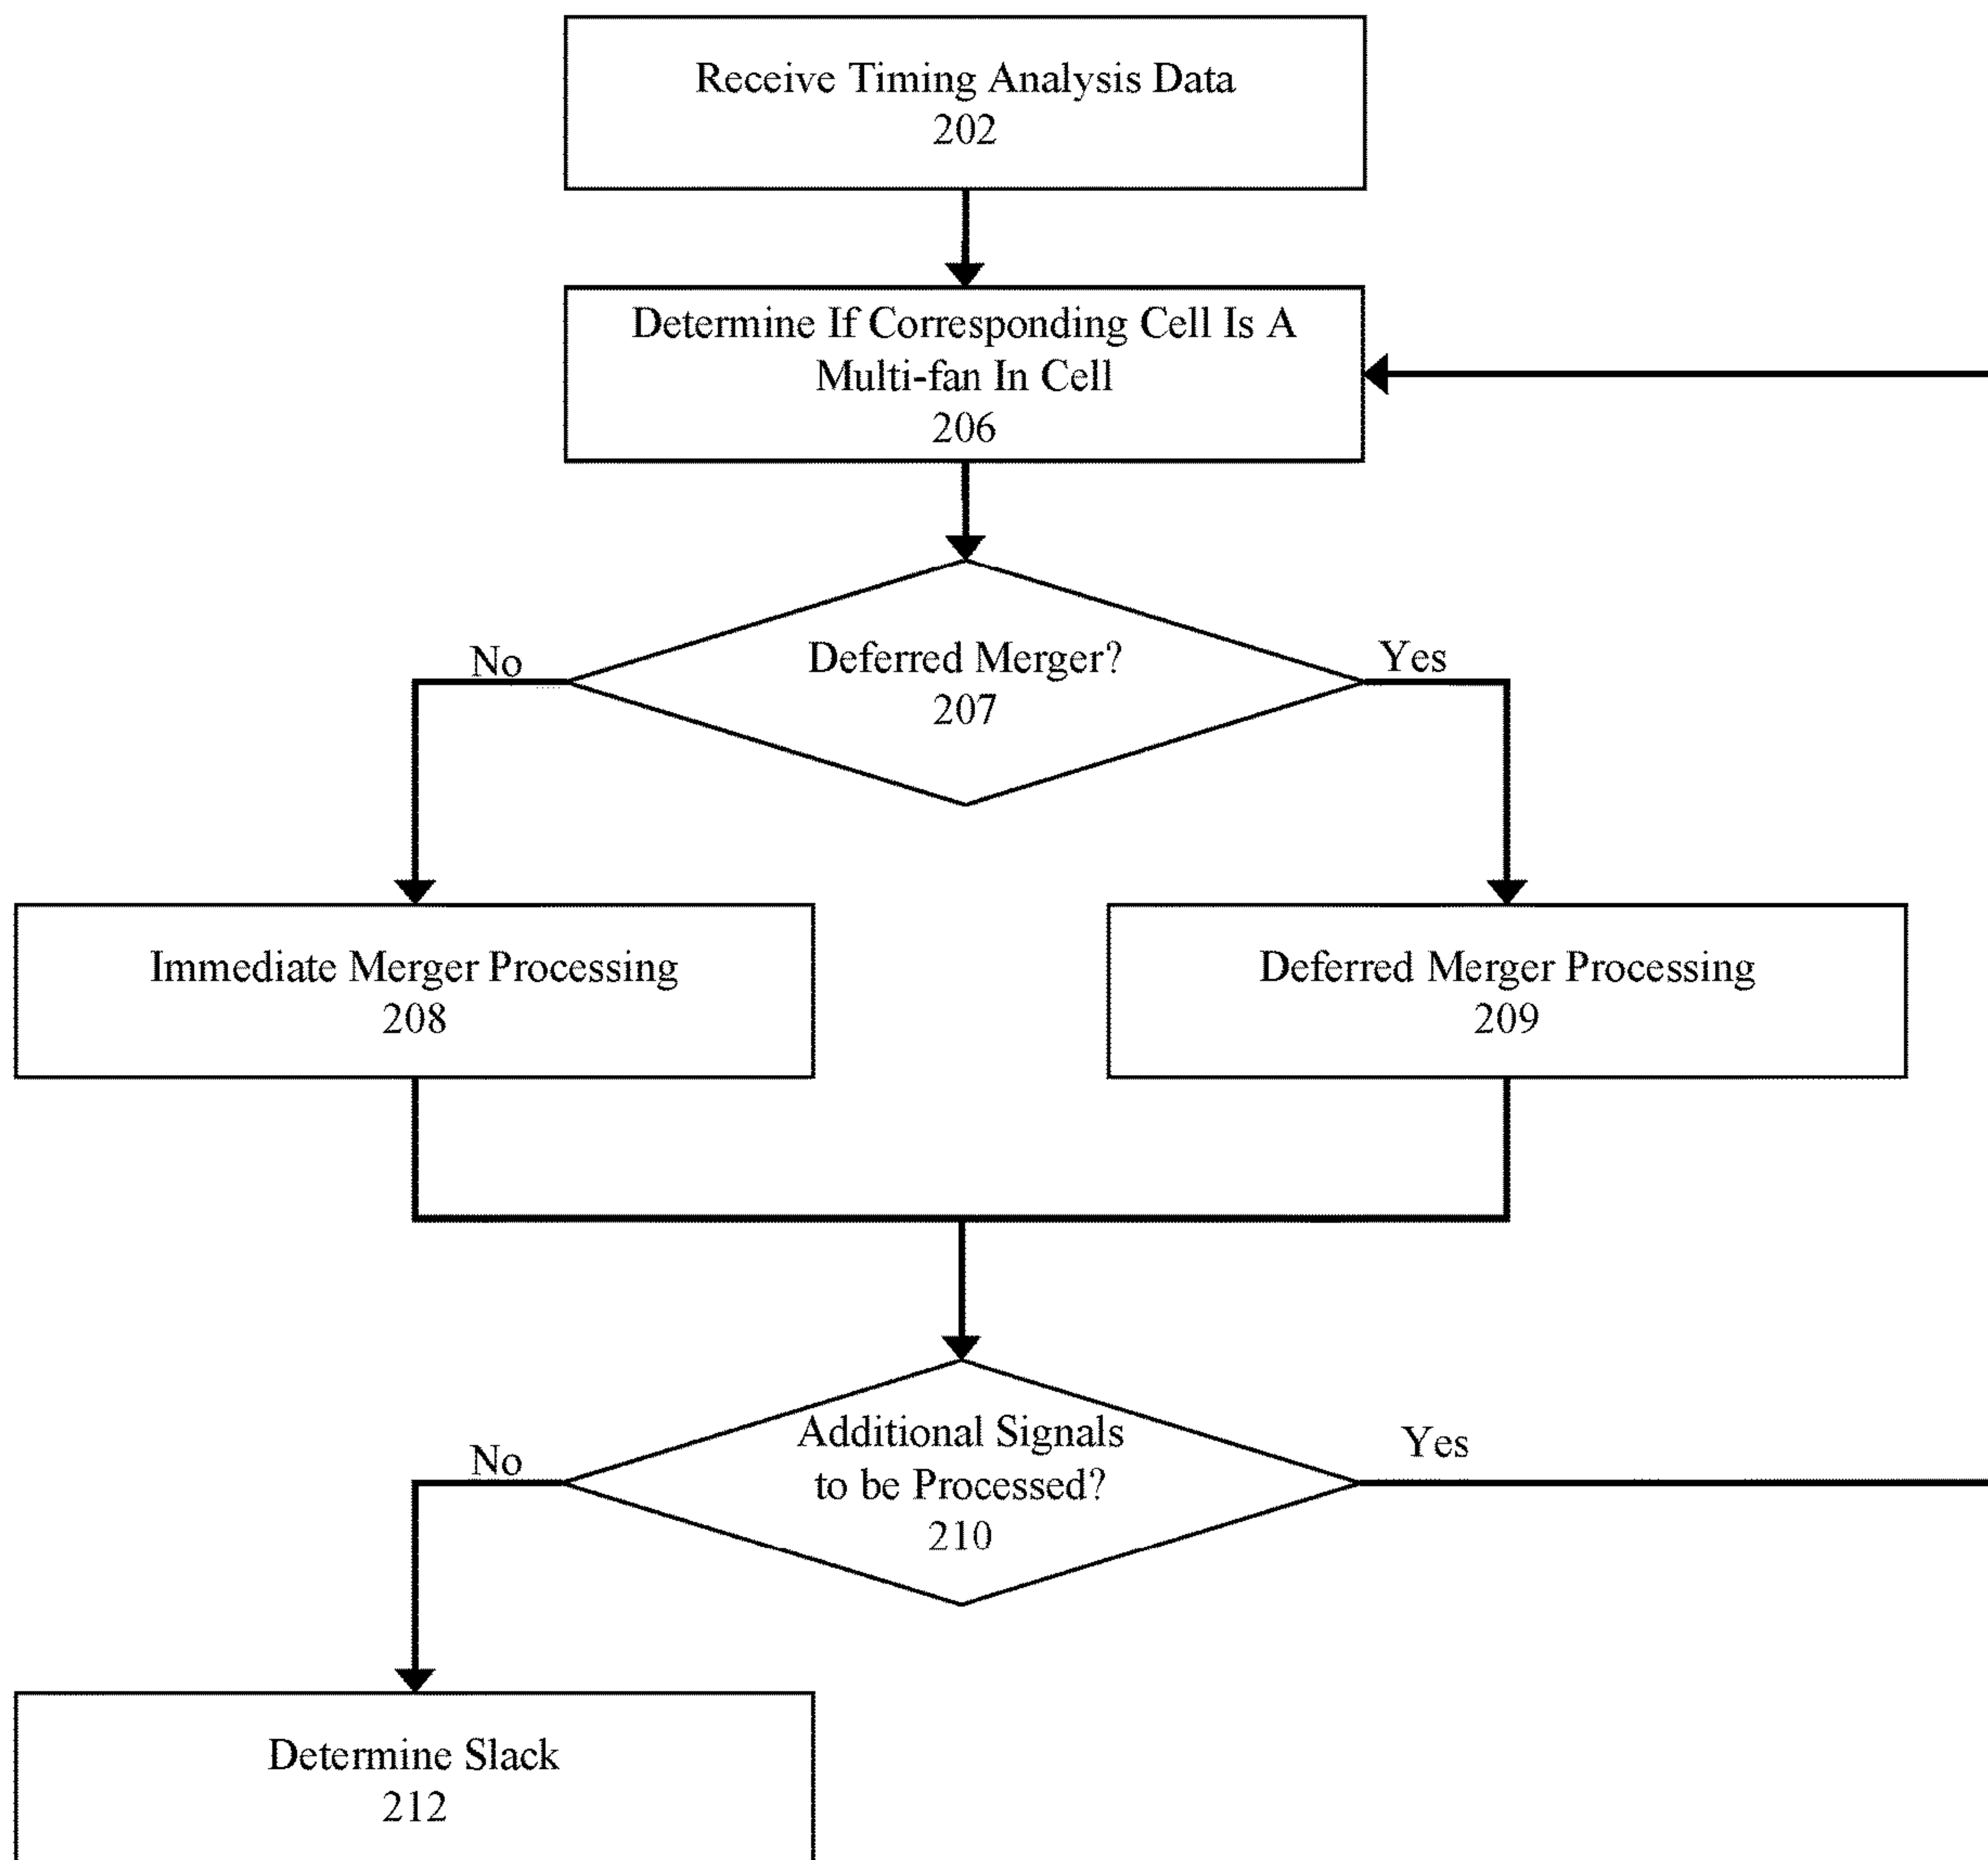 Receive Timing Analysis Data
202
Determine If Corresponding Cell Is A
Multi-fan In Cell
206
Deferred Merger?
207
No
Yes
Immediate Merger Processing
208
Deferred Merger Processing
209
Additional Signals
to be Processed?
210
No
Yes
Determine Slack
212